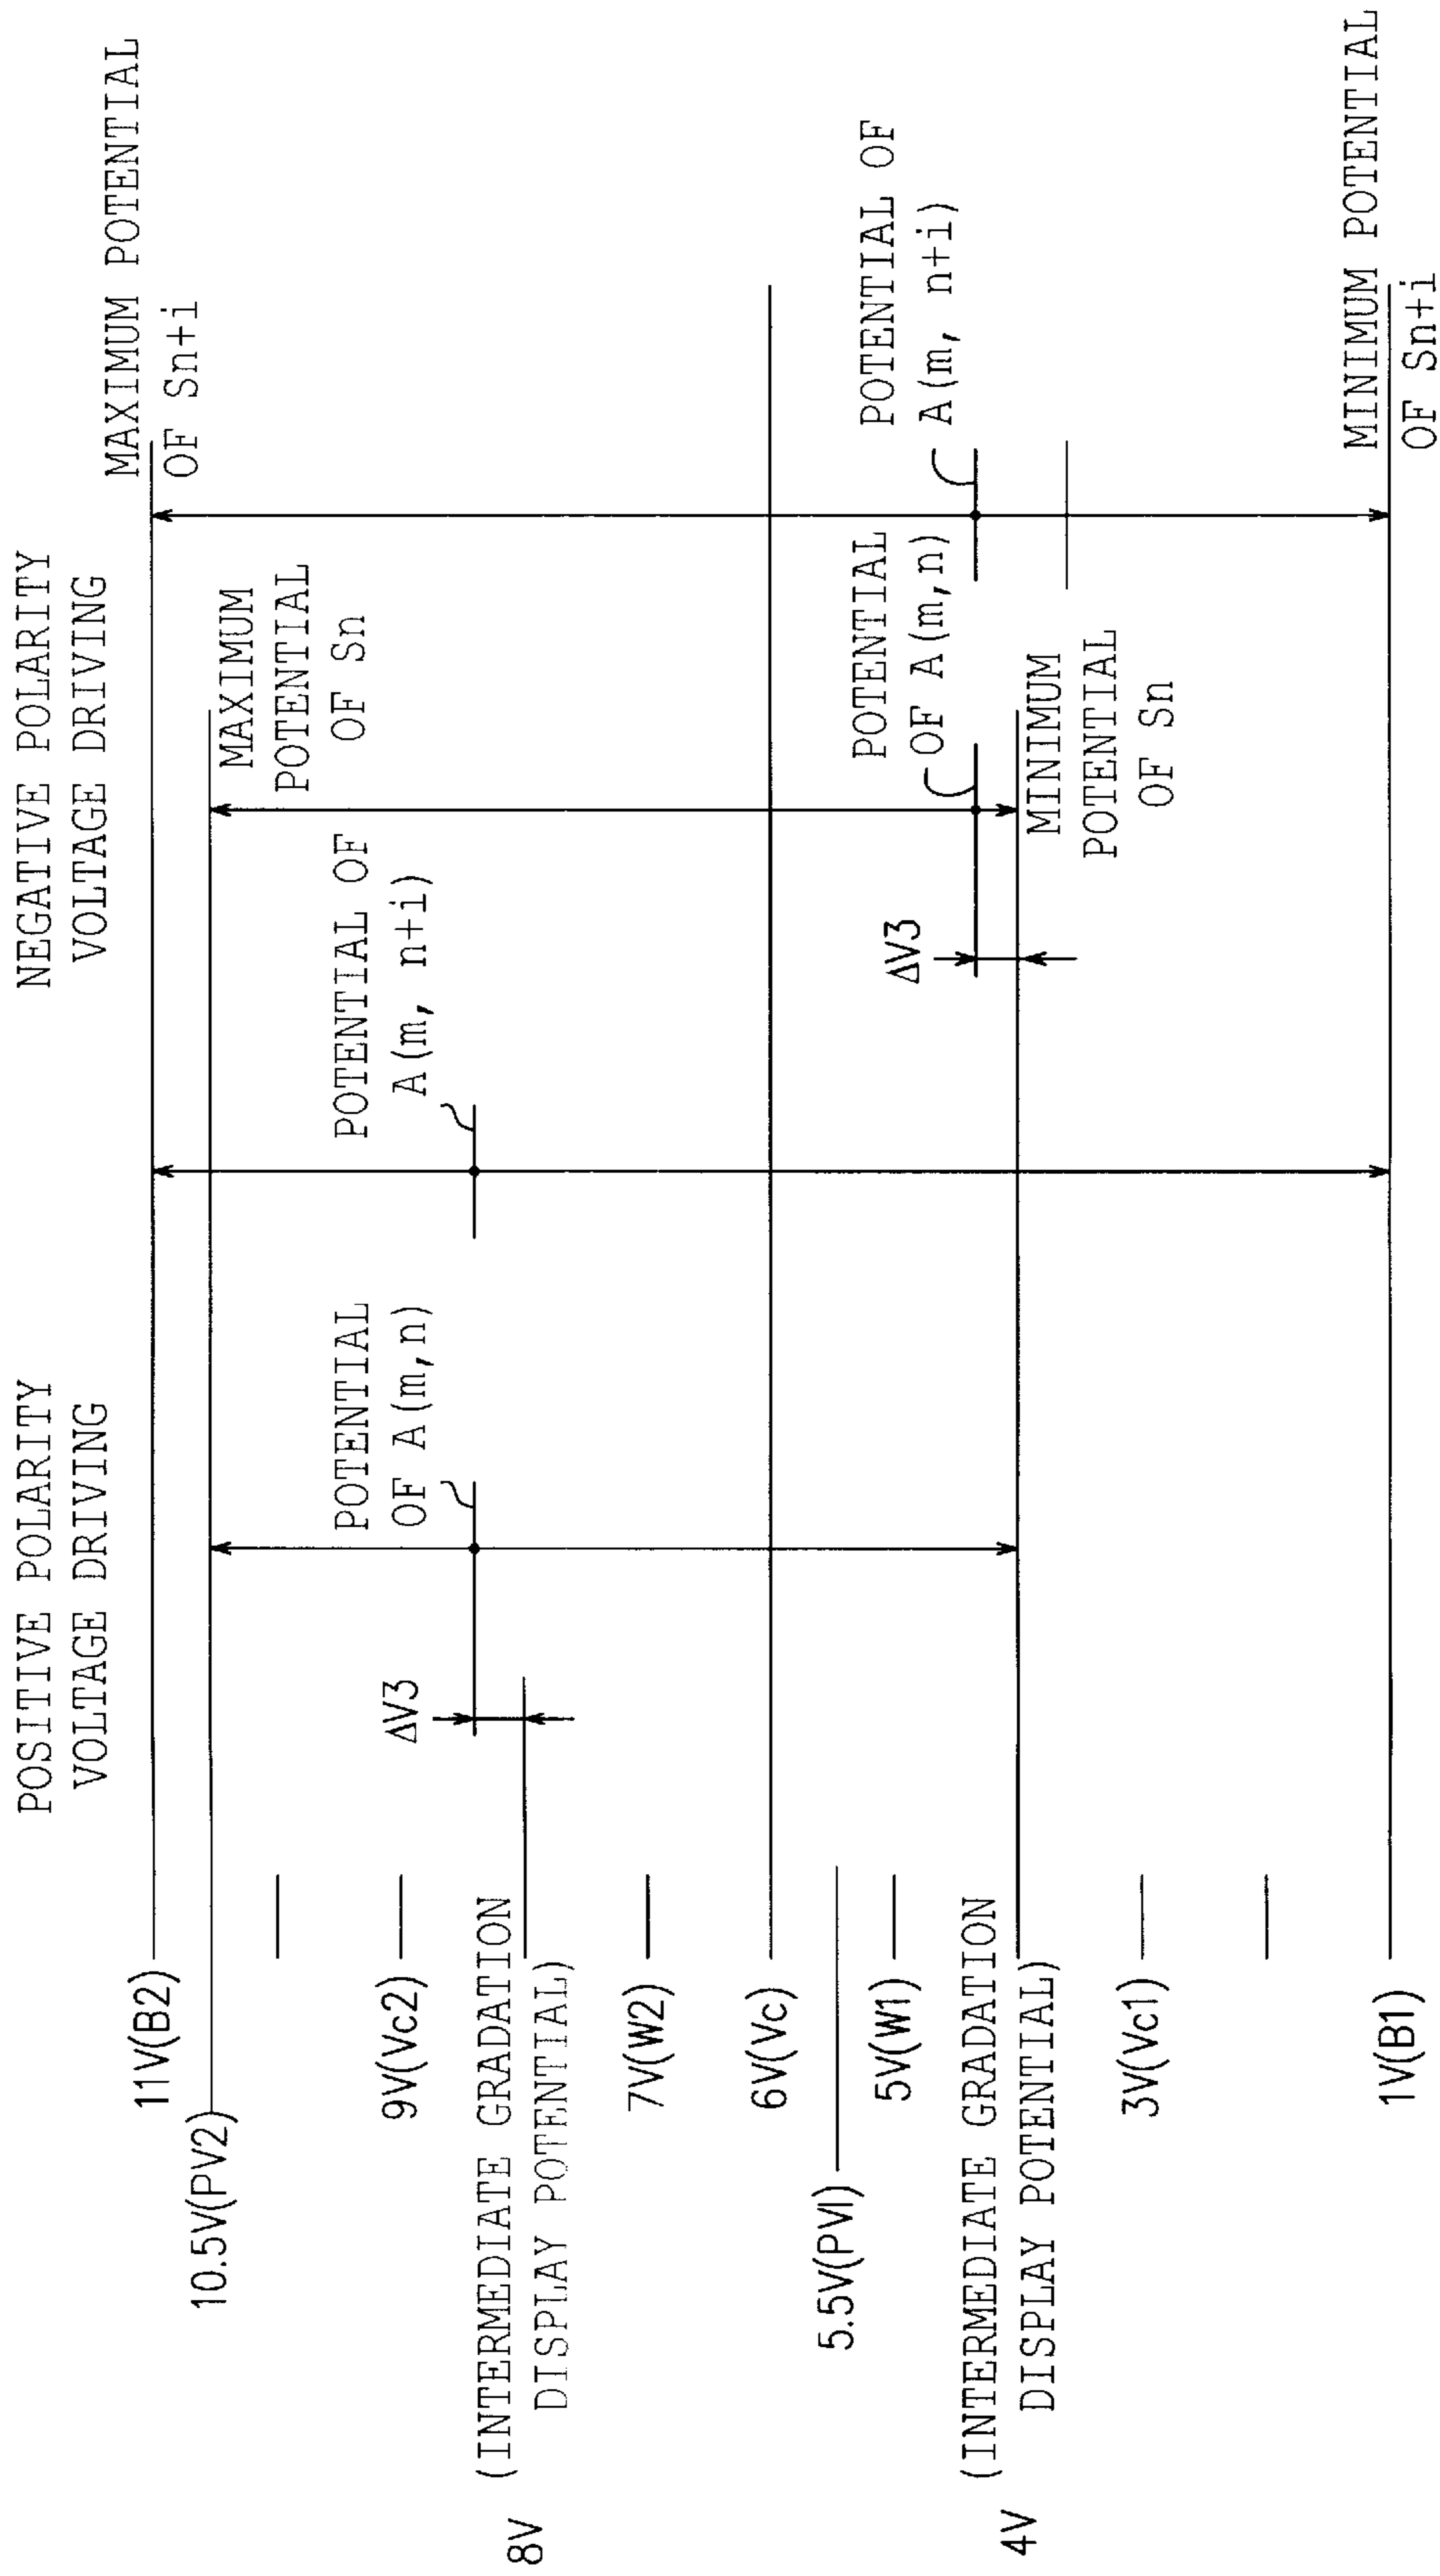 POSITIVE POLARITY
VOLTAGE DRIVING
NEGATIVE POLARITY
VOLTAGE DRIVING
11V(B2)
10.5V(PV2)
9V(Vc2)
8V
(INTERMEDIATE GRADATION
DISPLAY POTENTIAL)
7V(W2)
6V(Vc)
5.5V(PVI)
5V(W1)
4V
(INTERMEDIATE GRADATION
DISPLAY POTENTIAL)
3V(Vc1)
1V(B1)
ΔV3
POTENTIAL
OF A(m,n)
POTENTIAL OF
A(m, n+i)
ΔV3
MAXIMUM
POTENTIAL
OF Sn
POTENTIAL
OF A(m,n)
MINIMUM
POTENTIAL
OF Sn
MAXIMUM POTENTIAL
OF Sn+i
POTENTIAL OF
A(m, n+i)
MINIMUM POTENTIAL
OF Sn+i